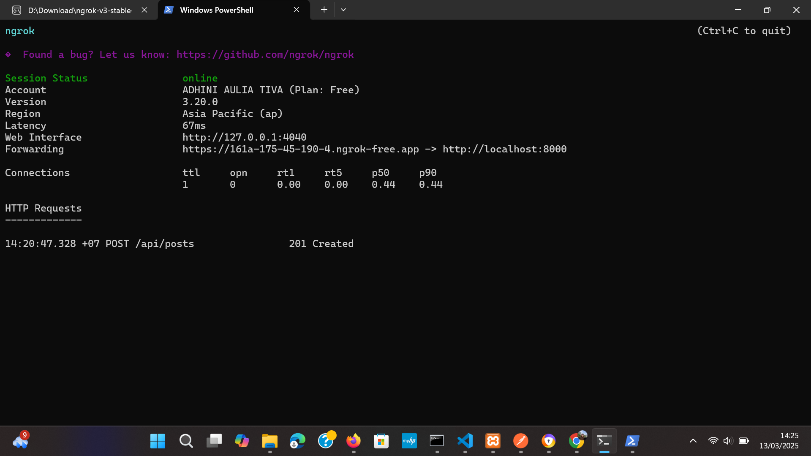 D:\Download\ngrok-v3-stable-
Windows PowerShell
ngrok (Ctrl+C to quit)
Found a bug? Let us know: https://github.com/ngrok/ngrok
Session Status online
Account ADHINI AULIA TIVA (Plan: Free)
Version 3.20.0
Region Asia Pacific (ap)
Latency 67ms
Web Interface http://127.0.0.1:4040
Forwarding https://161a-175-45-190-4.ngrok-free.app -> http://localhost:8000
Connections ttl opn rt1 rt5 p50 p90
1 0 0.00 0.00 0.44 0.44
HTTP Requests
-------------
14:20:47.328 +07 POST /api/posts 201 Created
9
14:25
13/03/2025